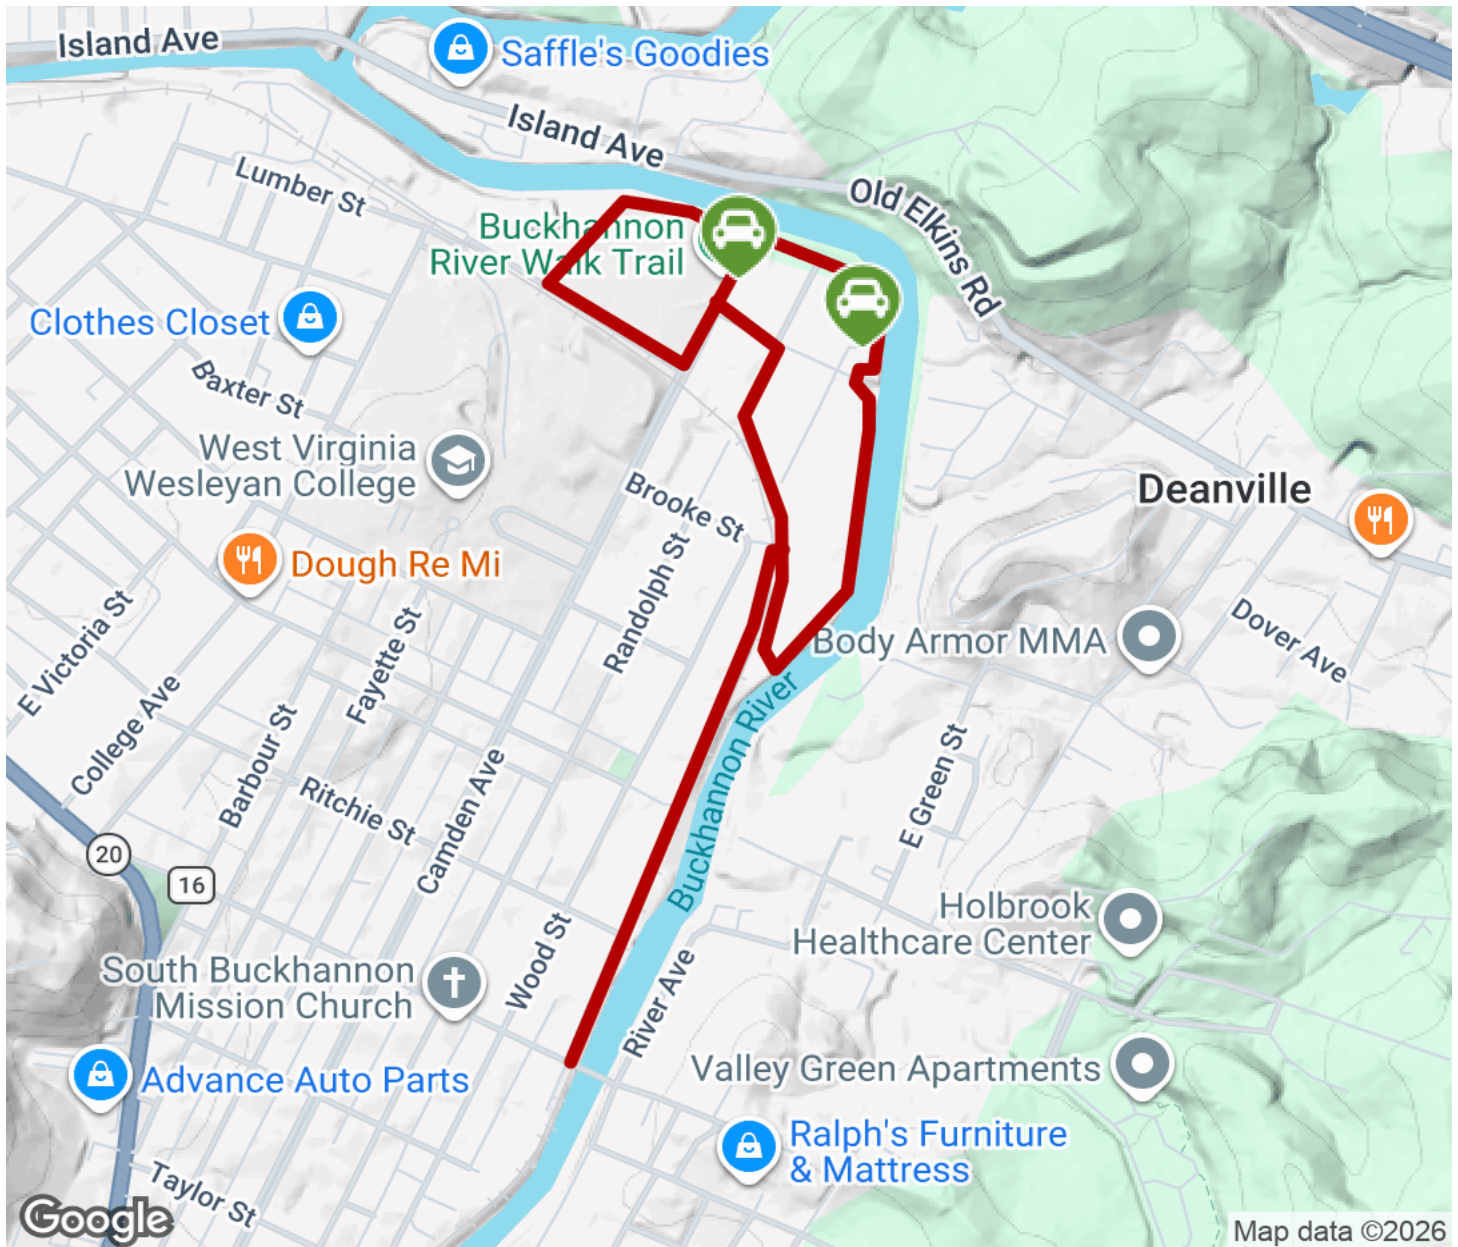 Island Ave
Saffle's Goodies
Island Ave
Old Elkins Rd
Lumber St
Buckhannon
River Walk Trail
Clothes Closet
Baxter St
West Virginia
Wesleyan College
Brooke St
Deanville
Dough Re Mi
Randolph St
E Victoria St
Fayette St
Body Armor MMA
Dover Ave
College Ave
Barbour St
Buckhannon River
E Green St
Ritchie St
Camden Ave
20
16
Holbrook
Healthcare Center
South Buckhannon
Mission Church
Wood St
River Ave
Advance Auto Parts
Valley Green Apartments
Ralph's Furniture
& Mattress
Taylor St
Google
Map data ©2026